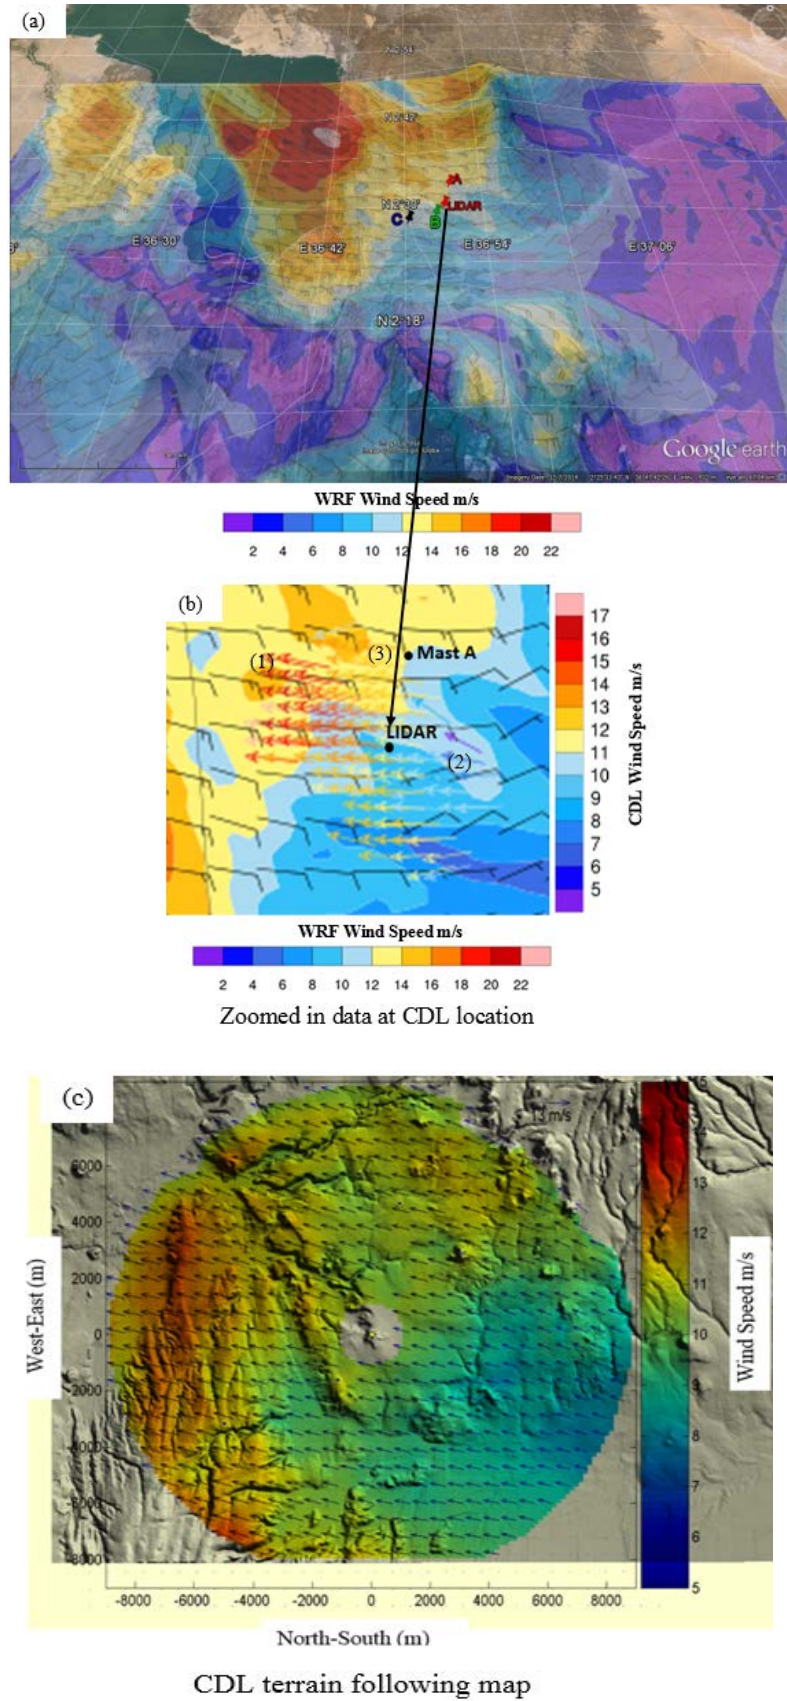 (a)
N 2°54'
N 2°42'
A
LIDAR
N 2°30'
C
B
E 36°30'
E 36°42'
E 36°54'
E 37°06'
N 2°18'
Google earth
WRF Wind Speed m/s
2 4 6 8 10 12 14 16 18 20 22
(b)
(1)
(3)
Mast A
LIDAR
(2)
17
16
15
14
13
12
11
10
9
8
7
6
5
CDL Wind Speed m/s
WRF Wind Speed m/s
2 4 6 8 10 12 14 16 18 20 22
Zoomed in data at CDL location
(c)
13 m/s
15
13
12
11
10
9
8
7
6
5
Wind Speed m/s
6000
4000
2000
0
-2000
-4000
-6000
-8000
West-East (m)
-8000 -6000 -4000 -2000 0 2000 4000 6000 8000
North-South (m)
CDL terrain following map